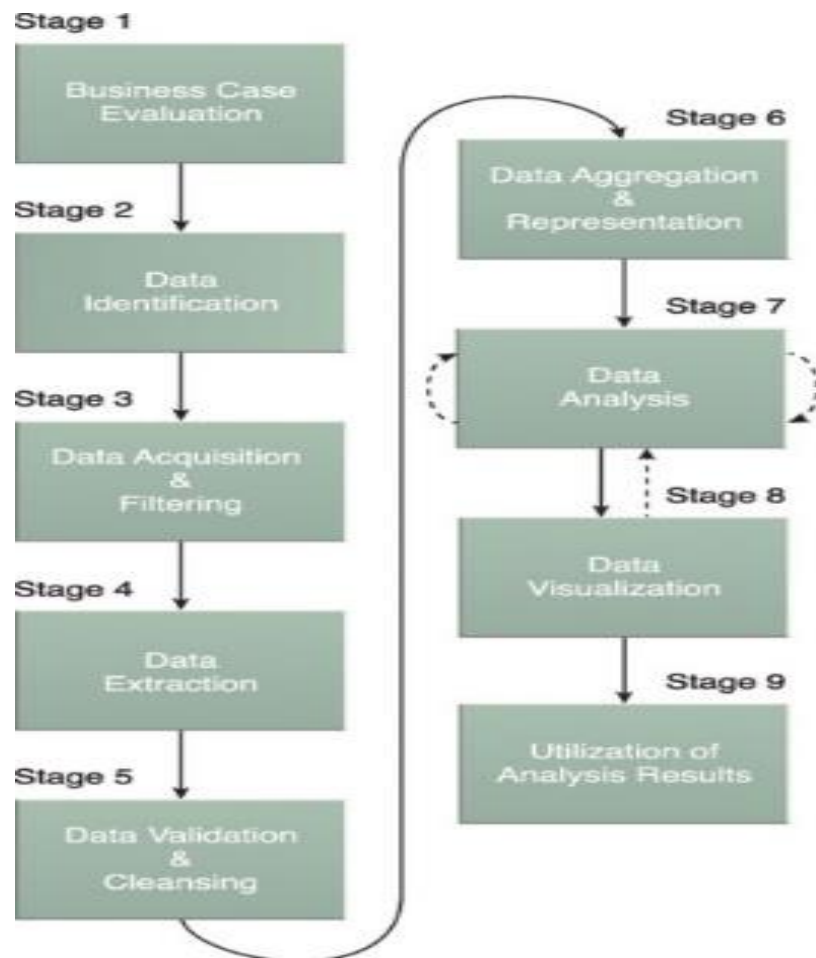 Stage 1
Business Case
Evaluation
Stage 2
Data
Identification
Stage 3
Data Acquisition
&
Filtering
Stage 4
Data
Extraction
Stage 5
Data Validation
&
Cleansing
Stage 6
Data Aggregation
&
Representation
Stage 7
Data
Analysis
Stage 8
Data
Visualization
Stage 9
Utilization of
Analysis Results